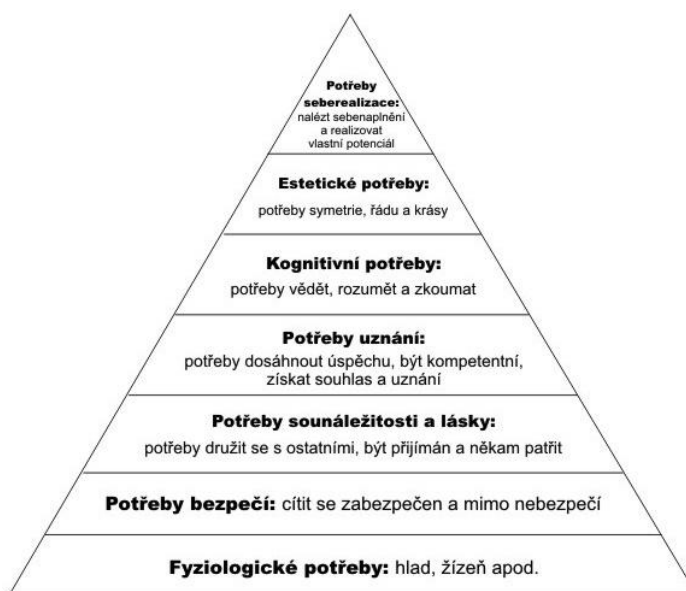 Potřeby
seberealizace:
nalézt sebenaplnění
a realizovat
vlastní potenciál
Estetické potřeby:
potřeby symetrie, řádu a krásy
Kognitivní potřeby:
potřeby vědět, rozumět a zkoumat
Potřeby uznání:
potřeby dosáhnout úspěchu, být kompetentní,
získat souhlas a uznání
Potřeby sounáležitosti a lásky:
potřeby družit se s ostatními, být přijímán a někam patřit
Potřeby bezpečí: cítit se zabezpečen a mimo nebezpečí
Fyziologické potřeby: hlad, žízeň apod.